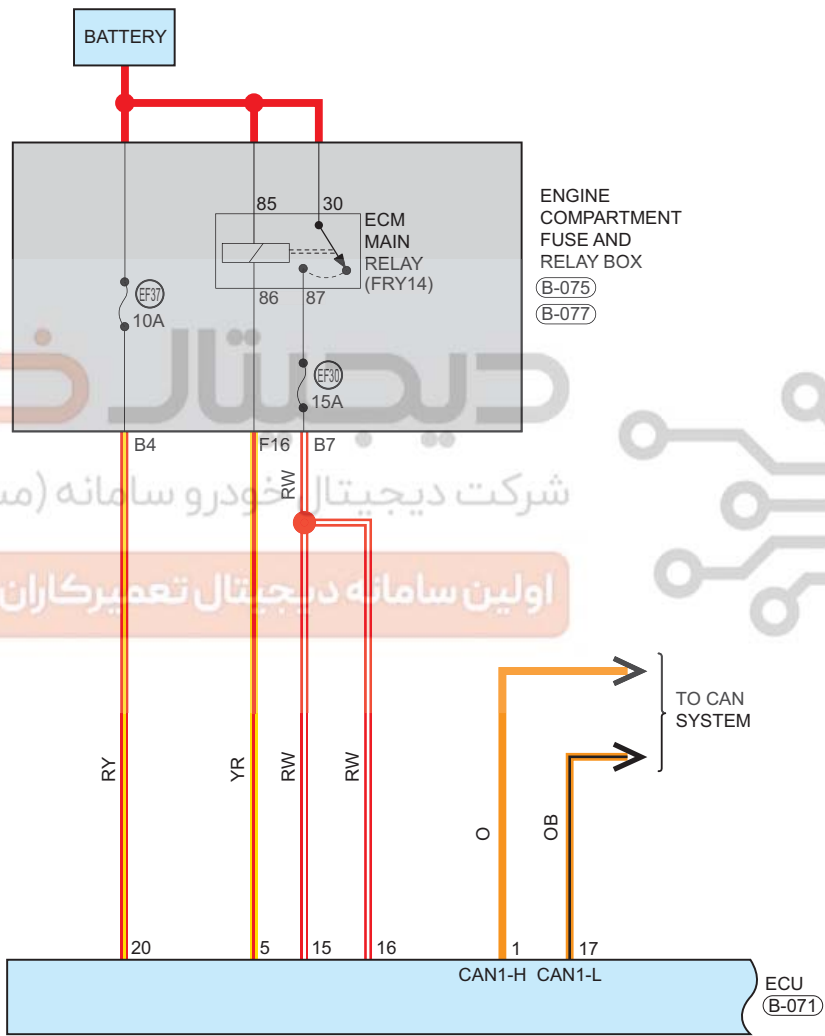 BATTERY
85
30
ECM
MAIN
RELAY
(FRY14)
86
87
EF37
10A
EF30
15A
ENGINE
COMPARTMENT
FUSE AND
RELAY BOX
B-075
B-077
دیجیتال
B4
F16
B7
RW
شرکت دیجیتال خودرو سامانه
اولین سامانه دیجیتال تعمیرکاران
TO CAN
SYSTEM
RY
YR
RW
RW
O
OB
20
5
15
16
1
17
CAN1-H
CAN1-L
ECU
B-071